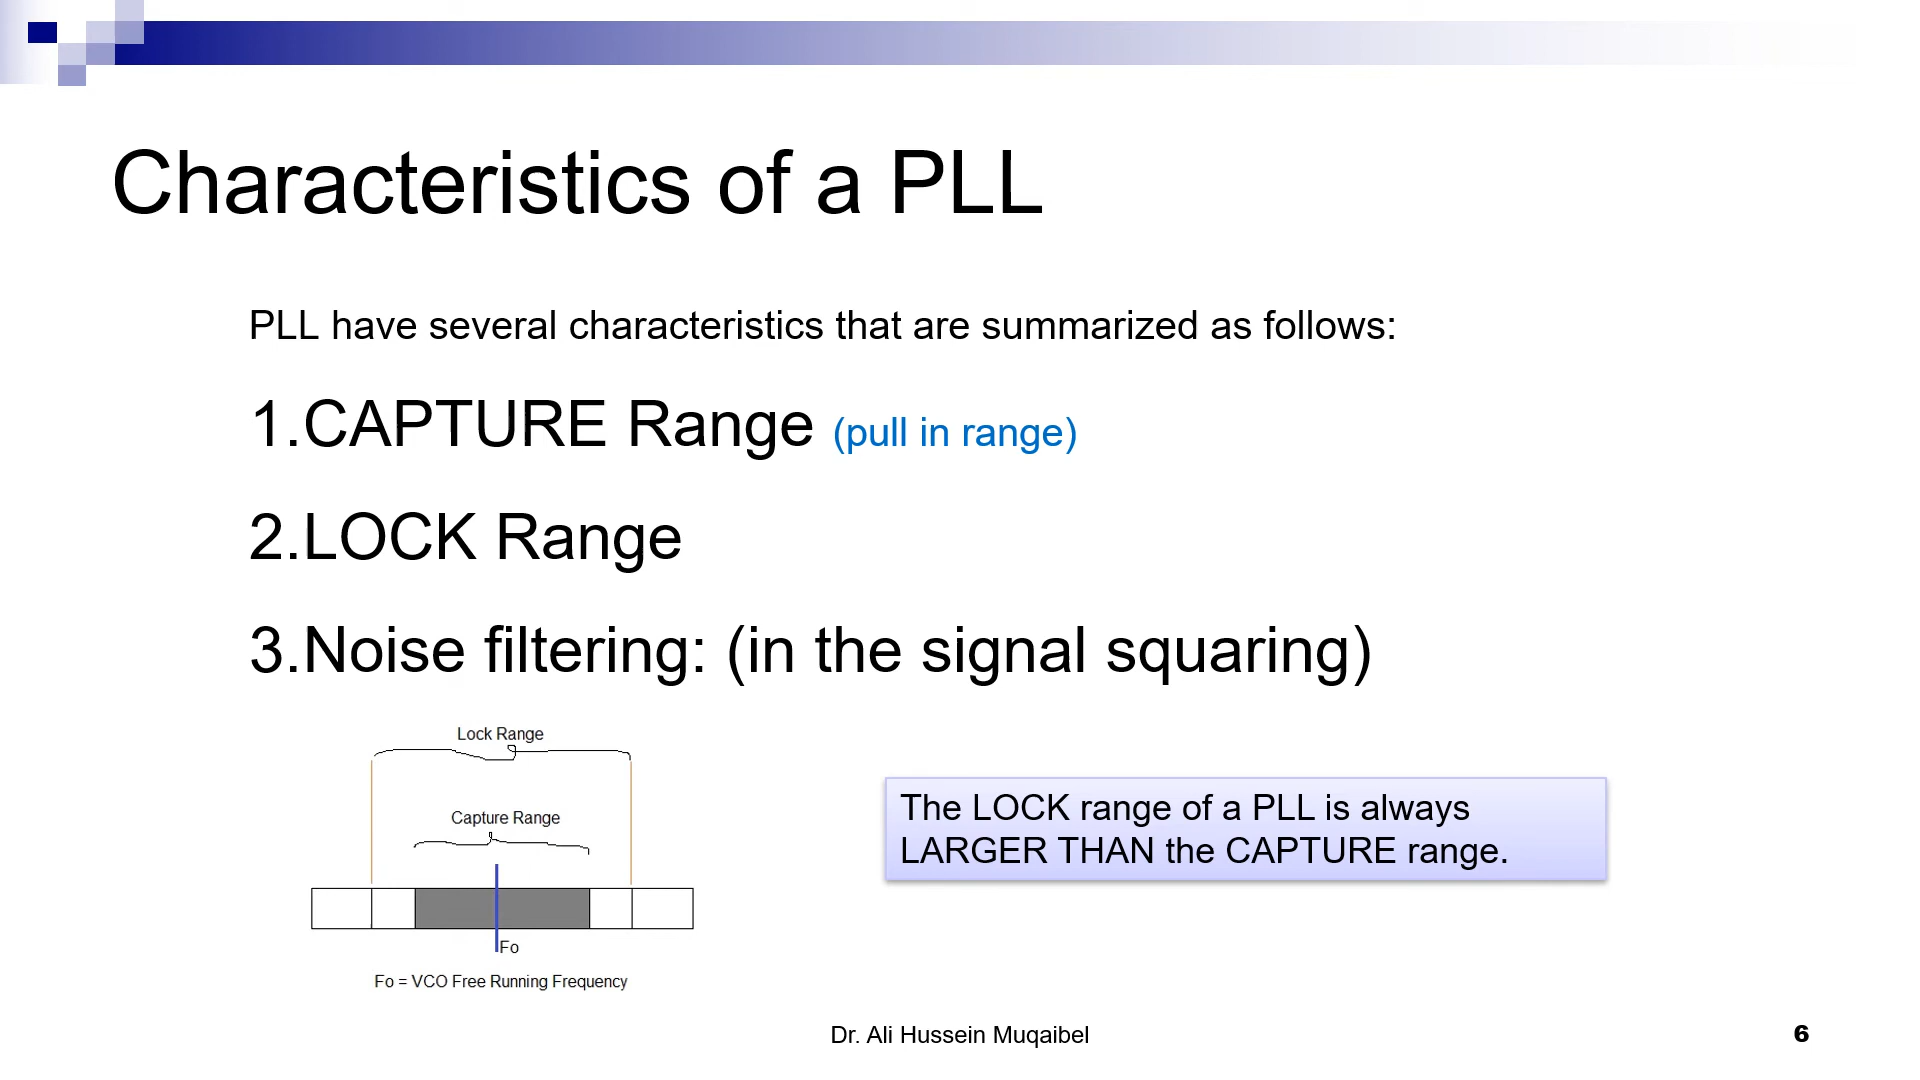 Characteristics of a PLL
PLL have several characteristics that are summarized as follows:
1.CAPTURE Range (pull in range)
2.LOCK Range
3.Noise filtering: (in the signal squaring)
Lock Range
Capture Range
Fo
Fo = VCO Free Running Frequency
The LOCK range of a PLL is always
LARGER THAN the CAPTURE range.
Dr. Ali Hussein Muqaibel
6